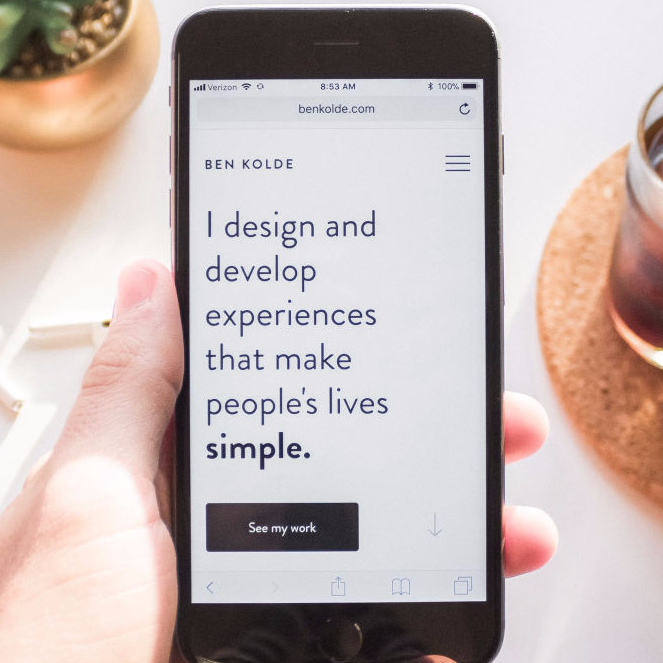 Verizon 8:53 AM 100%
benkolde.com
BEN KOLDE
I design and
develop
experiences
that make
people's lives
simple.
See my work